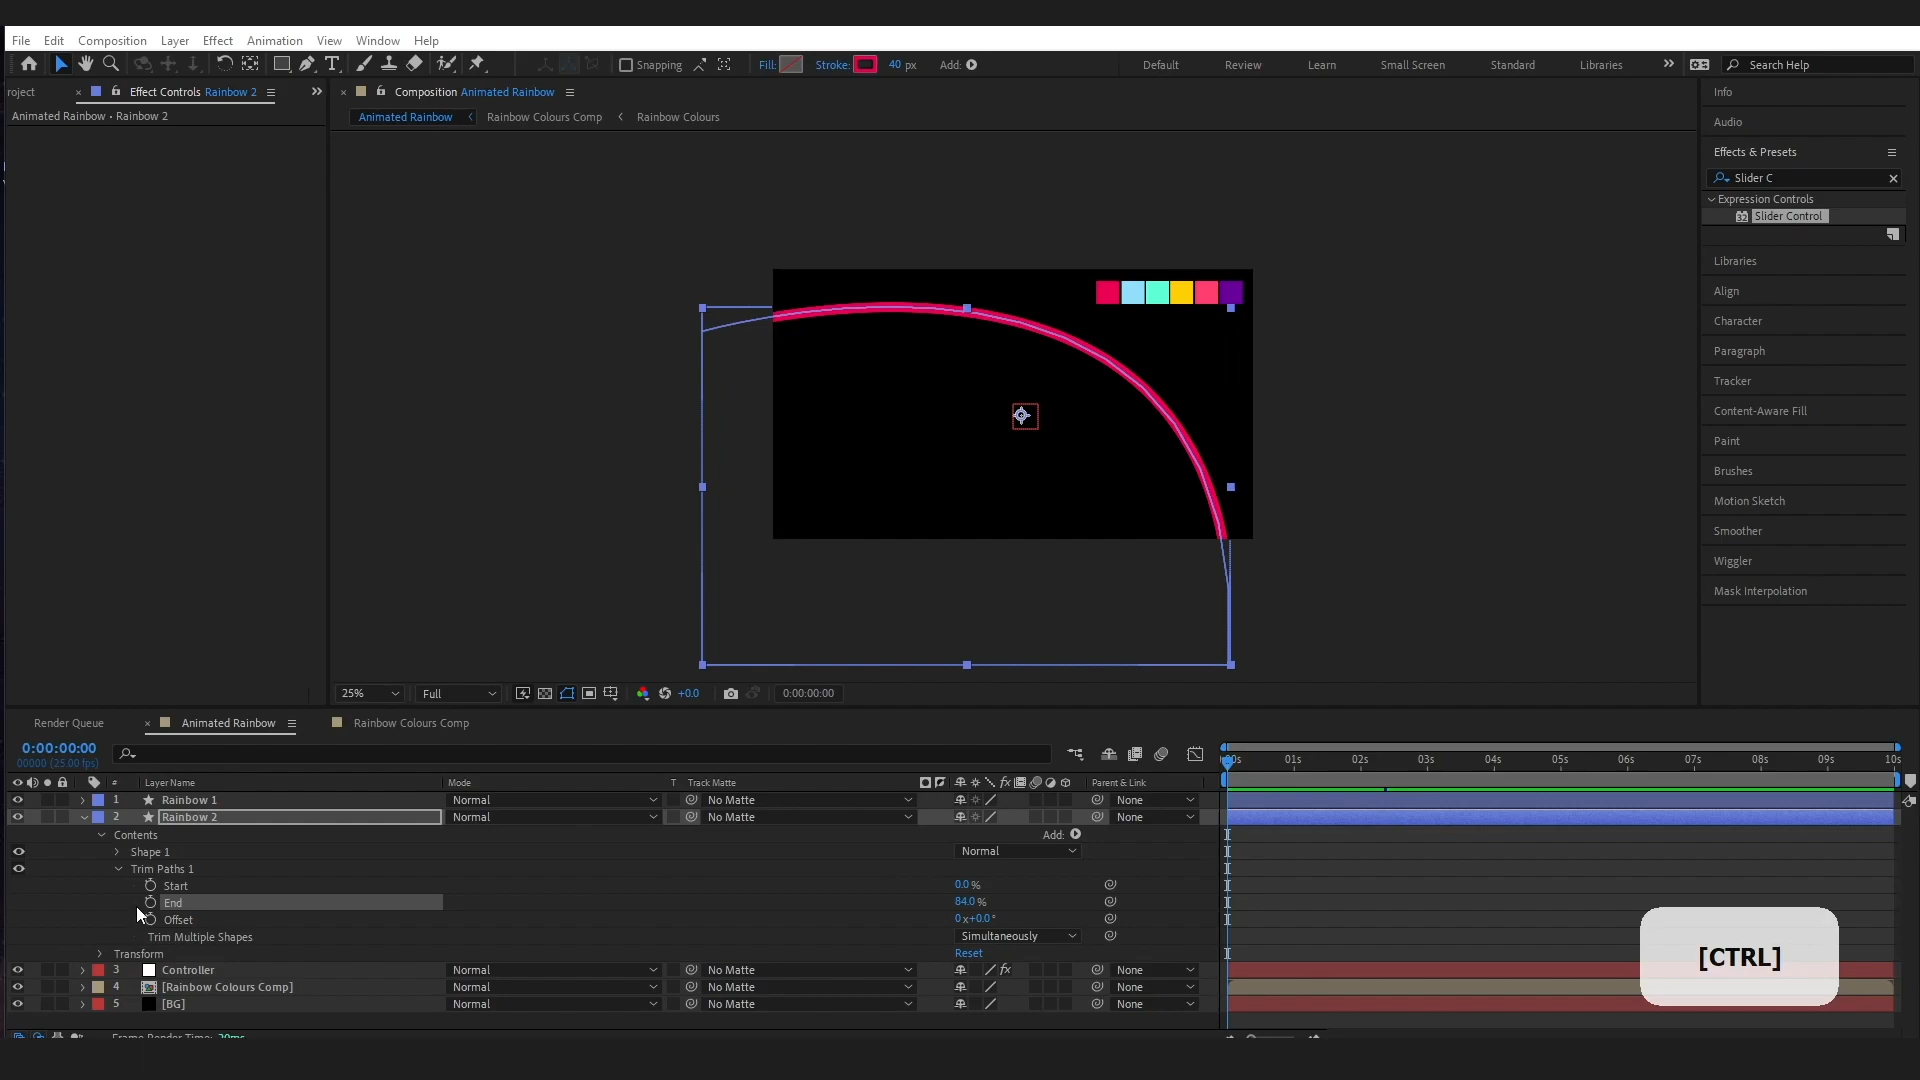 File Edit Composition Layer Effect Animation View Window Help
Snapping Fill: Stroke: 40 px Add: Default Review Learn Small Screen Standard Libraries Search Help
roject Effect Controls Rainbow 2
Composition Animated Rainbow
Info
Animated Rainbow • Rainbow 2
Animated Rainbow Rainbow Colours Comp Rainbow Colours
Audio
Effects & Presets
Slider C
Expression Controls
Slider Control
Libraries
Align
Character
Paragraph
Tracker
Content-Aware Fill
Paint
Brushes
Motion Sketch
Smoother
Wiggler
Mask Interpolation
25% Full +0.0 0:00:00:00
Render Queue Animated Rainbow Rainbow Colours Comp
0:00:00:00
00000 (25.00 fps)
01s 02s 03s 04s 05s 06s 07s 08s 09s 10s
# Layer Name Mode T Track Matte fx Parent & Link
1 Rainbow 1 Normal No Matte None
2 Rainbow 2 Normal No Matte None
Contents Add:
Shape 1 Normal
Trim Paths 1
Start 0.0 %
End 84.0 %
Offset 0x+0.0°
Trim Multiple Shapes Simultaneously
Transform Reset
3 Controller Normal No Matte fx None
4 [Rainbow Colours Comp] Normal No Matte None
5 [BG] Normal No Matte None
[CTRL]
Frame Render Time: 20ms